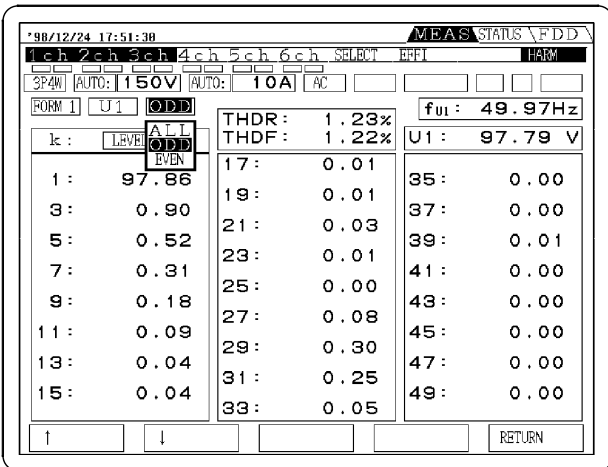 '98/12/24 17:51:38 MEAS STATUS FDD
1ch 2ch 3ch 4ch 5ch 6ch SELECT EFFI HARM
3P4W AUTO: 150V AUTO: 10A AC
FORM 1 U1 ODD fU1: 49.97Hz
THDR: 1.23%
THDF: 1.22% U1: 97.79 V
k: LEVEL
ALL
ODD
EVEN
1: 97.86
3: 0.90
5: 0.52
7: 0.31
9: 0.18
11: 0.09
13: 0.04
15: 0.04
17: 0.01
19: 0.01
21: 0.03
23: 0.01
25: 0.00
27: 0.08
29: 0.30
31: 0.25
33: 0.05
35: 0.00
37: 0.00
39: 0.01
41: 0.00
43: 0.00
45: 0.00
47: 0.00
49: 0.00
↑ ↓ RETURN